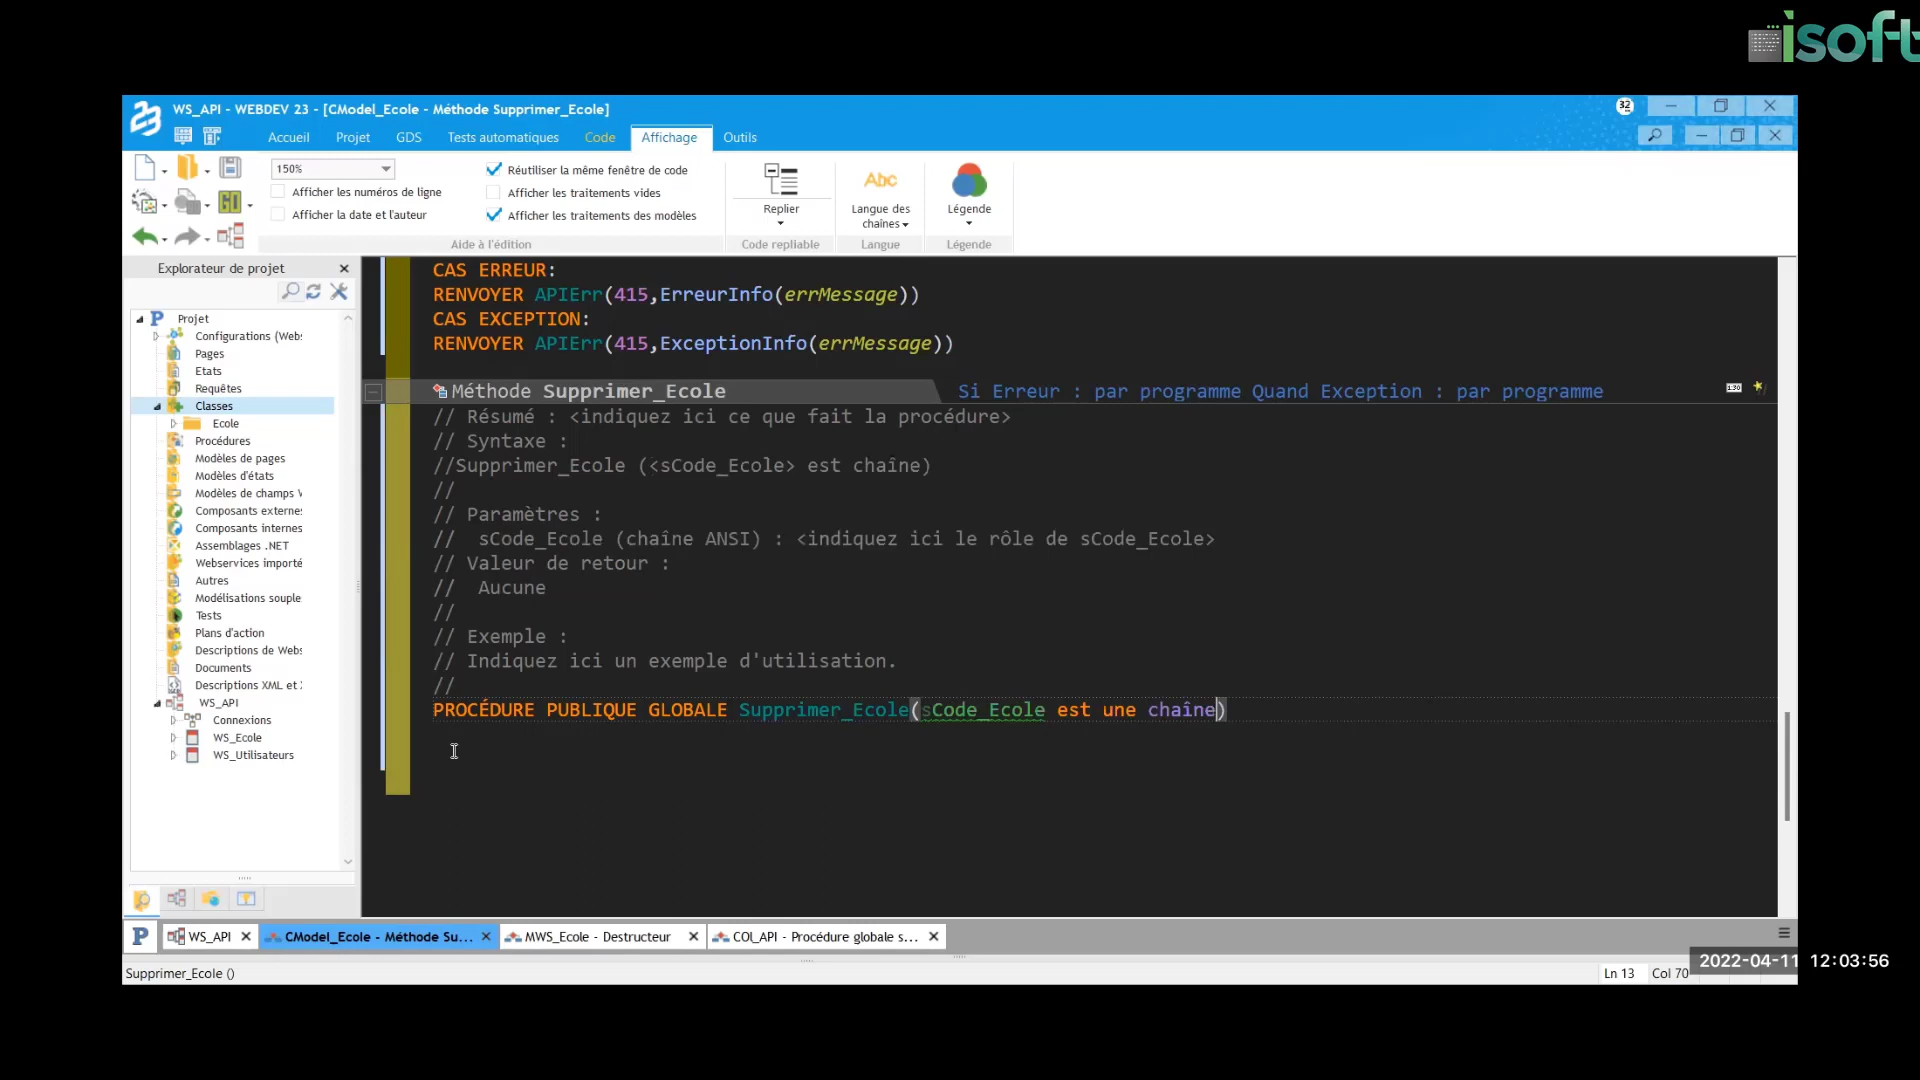 isoft
WS_API - WEBDEV 23 - [CModel_Ecole - Méthode Supprimer_Ecole]
32
Accueil
Projet
GDS
Tests automatiques
Code
Affichage
Outils
150%
Afficher les numéros de ligne
Afficher la date et l'auteur
Réutiliser la même fenêtre de code
Afficher les traitements vides
Afficher les traitements des modèles
Aide à l'édition
Replier
Code repliable
Abc
Langue des
chaînes
Langue
Légende
Légende
GO
Explorateur de projet
Projet
Configurations (Webs
Pages
Etats
Requêtes
Classes
Ecole
Procédures
Modèles de pages
Modèles d'états
Modèles de champs W
Composants externes
Composants internes
Assemblages .NET
Webservices importé
Autres
Modélisations souples
Tests
Plans d'action
Descriptions de Webs
Documents
Descriptions XML et
WS_API
Connexions
WS_Ecole
WS_Utilisateurs
CAS ERREUR:
RENVOYER APIErr(415,ErreurInfo(errMessage))
CAS EXCEPTION:
RENVOYER APIErr(415,ExceptionInfo(errMessage))
Méthode Supprimer_Ecole
Si Erreur : par programme Quand Exception : par programme
// Résumé : <indiquez ici ce que fait la procédure>
// Syntaxe :
//Supprimer_Ecole (<sCode_Ecole> est chaîne)
//
// Paramètres :
// sCode_Ecole (chaîne ANSI) : <indiquez ici le rôle de sCode_Ecole>
// Valeur de retour :
// Aucune
//
// Exemple :
// Indiquez ici un exemple d'utilisation.
//
PROCÉDURE PUBLIQUE GLOBALE Supprimer_Ecole(sCode_Ecole est une chaîne)
WS_API
CModel_Ecole - Méthode Su...
MWS_Ecole - Destructeur
COl_API - Procédure globale s...
Supprimer_Ecole ()
Ln 13
Col 70
2022-04-11 12:03:56